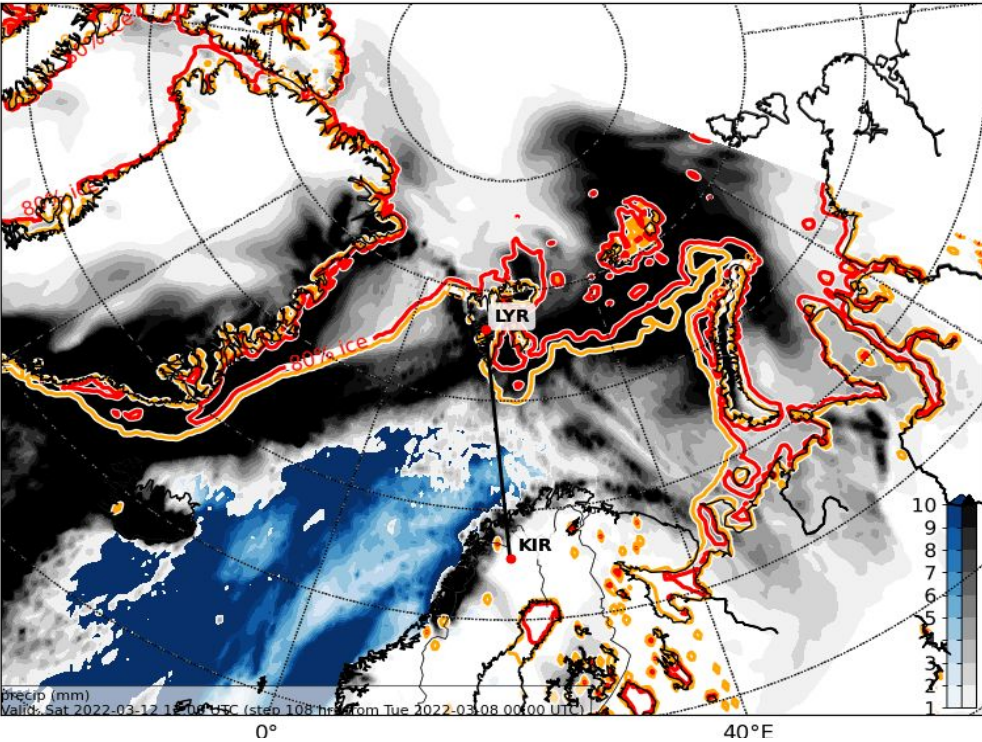 80% ice
80% ice
80% ice
LYR
KIR
10
9
8
7
6
5
3
2
1
precip (mm)
Valid: Sat 2022-03-12 12:00 UTC (step 108 hrs from Tue 2022-03-08 00:00 UTC)
0°
40°E